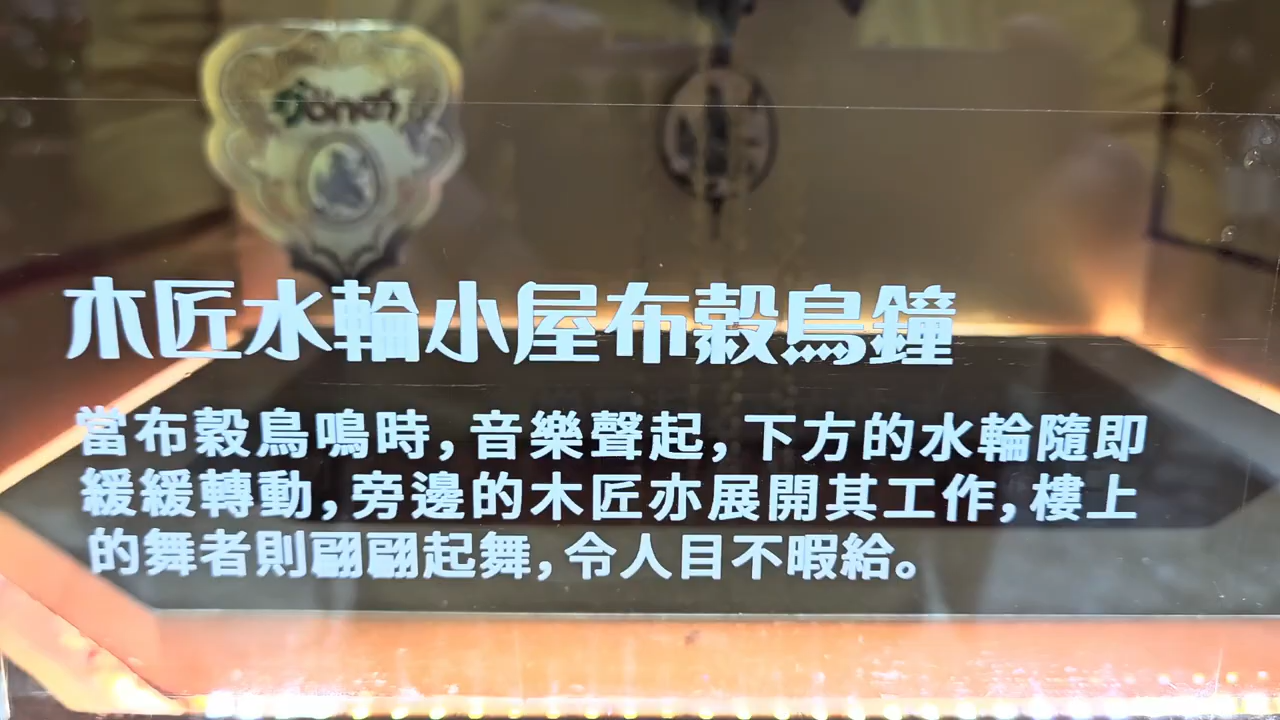 木匠水輪小屋布穀鳥鐘
當布穀鳥鳴時,音樂聲起,下方的水輪隨即
緩緩轉動,旁邊的木匠亦展開其工作,樓上
的舞者則翩翩起舞,令人目不暇給。